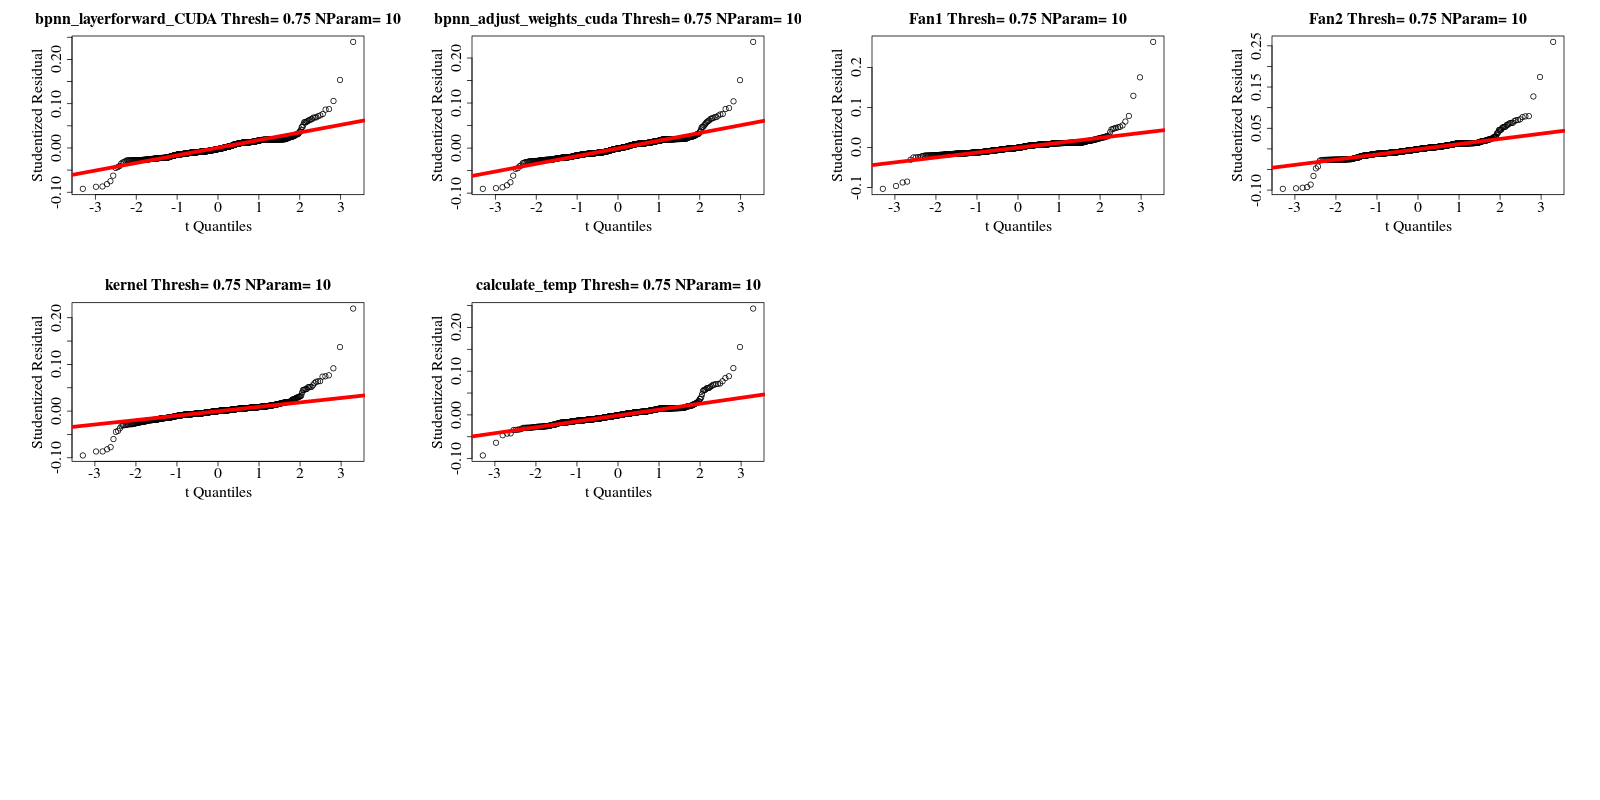 bpnn_layerforward_CUDA Thresh= 0.75 NParam= 10
bpnn_adjust_weights_cuda Thresh= 0.75 NParam= 10
Fan1 Thresh= 0.75 NParam= 10
Fan2 Thresh= 0.75 NParam= 10
Studentized Residual
-0.10 0.00 0.10 0.20
-3 -2 -1 0 1 2 3
t Quantiles
Studentized Residual
-0.10 0.00 0.10 0.20
-3 -2 -1 0 1 2 3
t Quantiles
Studentized Residual
-0.1 0.0 0.1 0.2
-3 -2 -1 0 1 2 3
t Quantiles
Studentized Residual
-0.10 0.05 0.15 0.25
-3 -2 -1 0 1 2 3
t Quantiles
kernel Thresh= 0.75 NParam= 10
calculate_temp Thresh= 0.75 NParam= 10
Studentized Residual
-0.10 0.00 0.10 0.20
-3 -2 -1 0 1 2 3
t Quantiles
Studentized Residual
-0.10 0.00 0.10 0.20
-3 -2 -1 0 1 2 3
t Quantiles